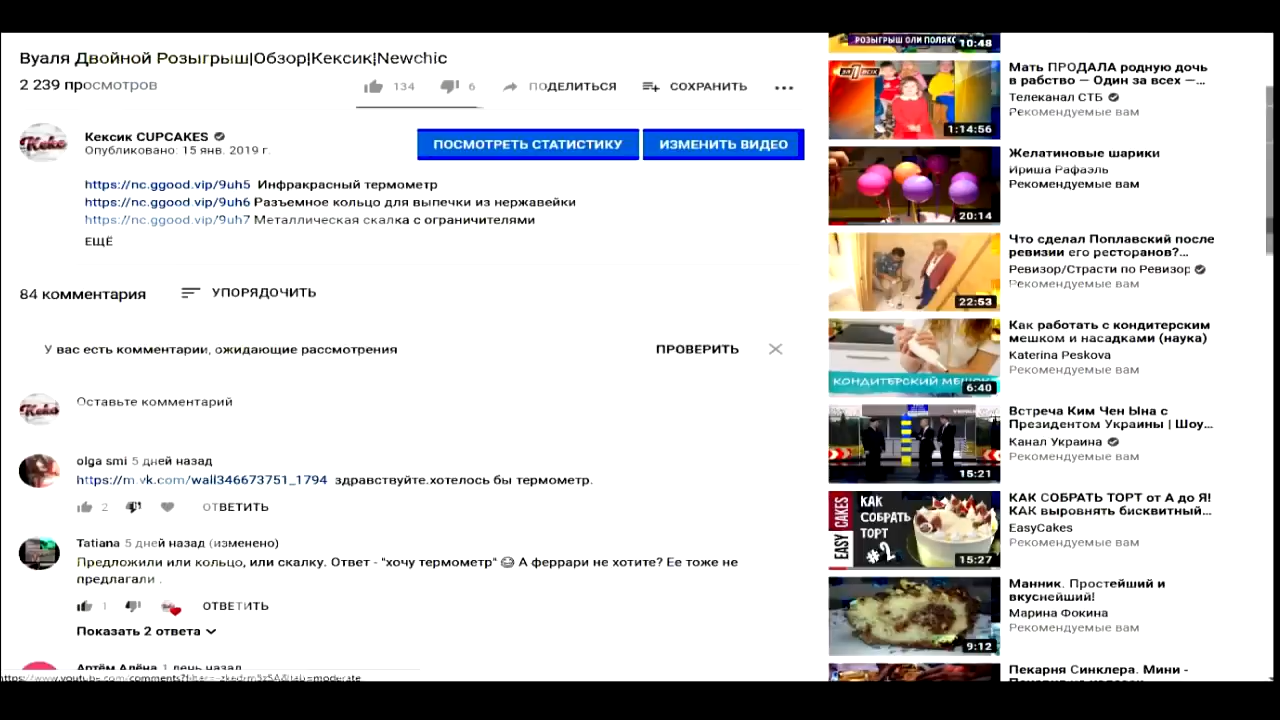 Вуаля Двойной Розыгрыш|Обзор|Кексик|Newchic
2 239 просмотров
134
6
ПОДЕЛИТЬСЯ
СОХРАНИТЬ
Кексик CUPCAKES
Опубликовано: 15 янв. 2019 г.
ПОСМОТРЕТЬ СТАТИСТИКУ
ИЗМЕНИТЬ ВИДЕО
https://nc.ggood.vip/9uh5 Инфракрасный термометр
https://nc.ggood.vip/9uh6 Разъемное кольцо для выпечки из нержавейки
https://nc.ggood.vip/9uh7 Металлическая скалка с ограничителями
ЕЩЁ
84 комментария
УПОРЯДОЧИТЬ
У вас есть комментарии, ожидающие рассмотрения
ПРОВЕРИТЬ
Оставьте комментарий
olga smi 5 дней назад
https://m.vk.com/wall346673751_1794 здравствуйте.хотелось бы термометр.
2
ОТВЕТИТЬ
Tatiana 5 дней назад (изменено)
Предложили или кольцо, или скалку. Ответ - "хочу термометр" 😂 А феррари не хотите? Ее тоже не
предлагали .
1
ОТВЕТИТЬ
Показать 2 ответа
Артём Алёна 1 день назад
РОЗЫГРЫШ ОЛИ ПОЛЯКО
10:48
Мать ПРОДАЛА родную дочь
в рабство — Один за всех —...
Телеканал СТБ
Рекомендуемые вам
1:14:56
Желатиновые шарики
Ириша Рафаэль
Рекомендуемые вам
20:14
Что сделал Поплавский после
ревизии его ресторанов?...
Ревизор/Страсти по Ревизор
Рекомендуемые вам
22:53
Как работать с кондитерским
мешком и насадками (наука)
Katerina Peskova
Рекомендуемые вам
КОНДИТЕРСКИЙ
6:40
Встреча Ким Чен Ына с
Президентом Украины | Шоу...
Канал Украина
Рекомендуемые вам
15:21
КАК СОБРАТЬ ТОРТ от А до Я!
КАК выровнять бисквитный...
EasyCakes
Рекомендуемые вам
EASY CAKES
КАК
СОБРАТЬ
ТОРТ
#2
15:27
Манник. Простейший и
вкуснейший!
Марина Фокина
Рекомендуемые вам
9:12
Пекарня Синклера. Мини -